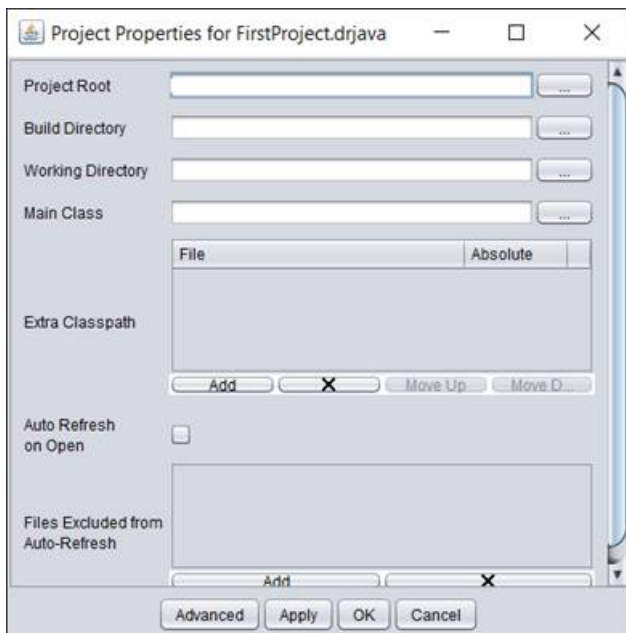 Project Properties for FirstProject.drjava
Project Root ...
Build Directory ...
Working Directory ...
Main Class ...
File Absolute
Extra Classpath
Add X Move Up Move D...
Auto Refresh
on Open
Files Excluded from
Auto-Refresh
Add X
Advanced Apply OK Cancel